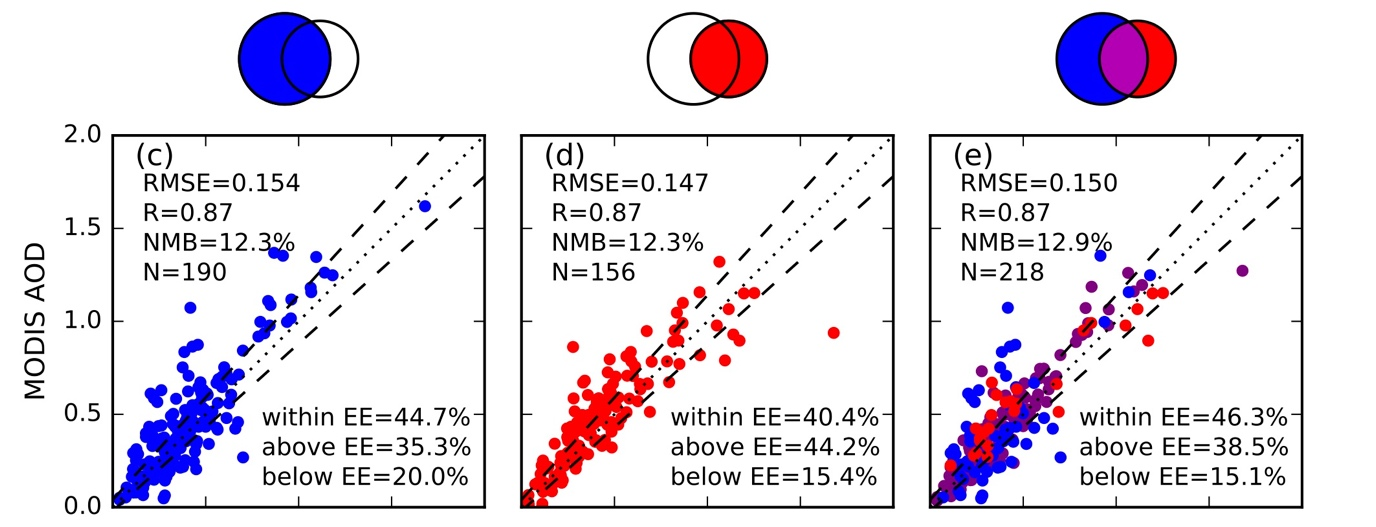 2.0
1.5
1.0
0.5
0.0
MODIS AOD
(c)
RMSE=0.154
R=0.87
NMB=12.3%
N=190
within EE=44.7%
above EE=35.3%
below EE=20.0%
(d)
RMSE=0.147
R=0.87
NMB=12.3%
N=156
within EE=40.4%
above EE=44.2%
below EE=15.4%
(e)
RMSE=0.150
R=0.87
NMB=12.9%
N=218
within EE=46.3%
above EE=38.5%
below EE=15.1%